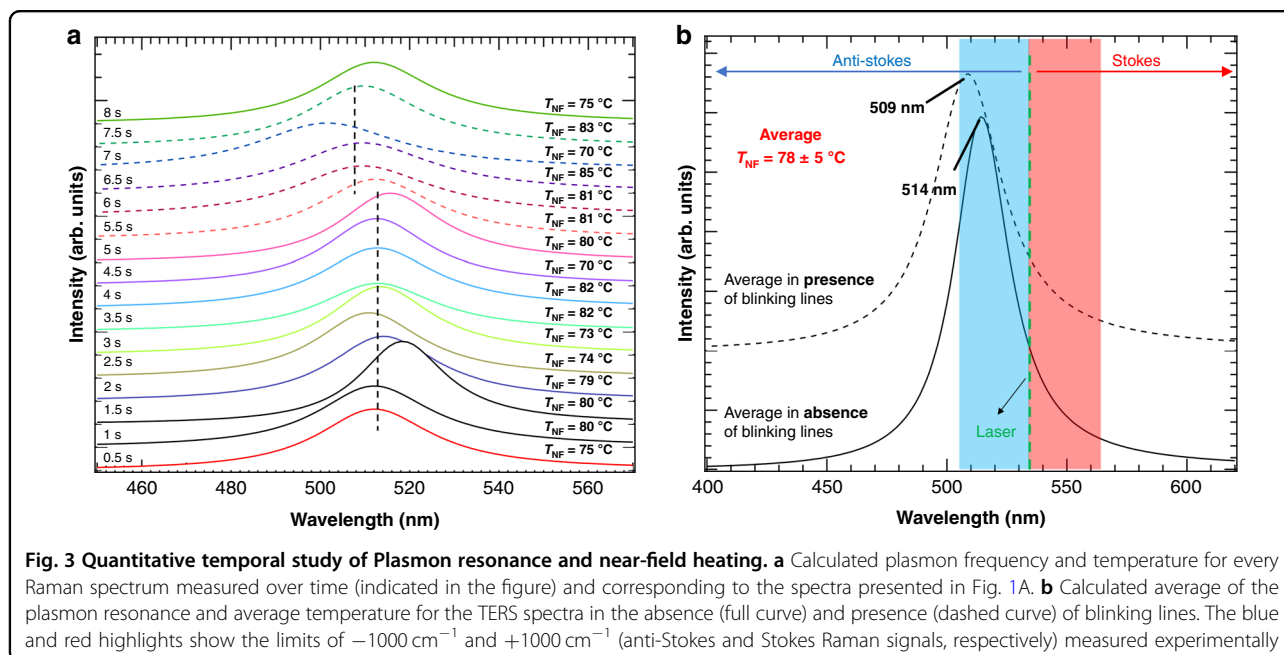 a
8 s
T_NF = 75 °C
7.5 s
T_NF = 83 °C
7 s
T_NF = 70 °C
6.5 s
T_NF = 85 °C
6 s
T_NF = 81 °C
5.5 s
T_NF = 81 °C
5 s
T_NF = 80 °C
4.5 s
T_NF = 70 °C
4 s
T_NF = 82 °C
3.5 s
T_NF = 82 °C
3 s
T_NF = 73 °C
2.5 s
T_NF = 74 °C
2 s
T_NF = 79 °C
1.5 s
T_NF = 80 °C
1 s
T_NF = 80 °C
0.5 s
T_NF = 75 °C
Intensity (arb. units)
460 480 500 520 540 560
Wavelength (nm)
b
Anti-stokes
Stokes
509 nm
Average
T_NF = 78 ± 5 °C
514 nm
Average in presence
of blinking lines
Average in absence
of blinking lines
Laser
Intensity (arb. units)
400 450 500 550 600
Wavelength (nm)
Fig. 3 Quantitative temporal study of Plasmon resonance and near-field heating. a Calculated plasmon frequency and temperature for every
Raman spectrum measured over time (indicated in the figure) and corresponding to the spectra presented in Fig. 1A. b Calculated average of the
plasmon resonance and average temperature for the TERS spectra in the absence (full curve) and presence (dashed curve) of blinking lines. The blue
and red highlights show the limits of −1000 cm⁻¹ and +1000 cm⁻¹ (anti-Stokes and Stokes Raman signals, respectively) measured experimentally